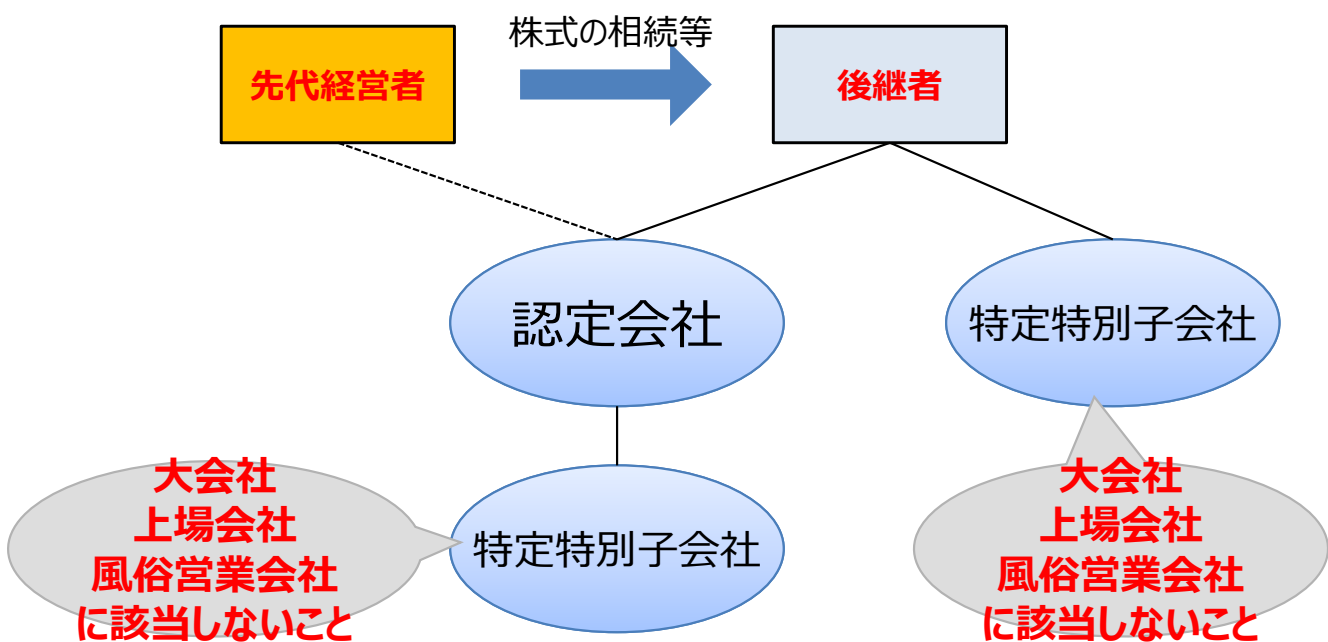 株式の相続等
先代経営者
後継者
認定会社
特定特別子会社
大会社
上場会社
風俗営業会社
に該当しないこと
特定特別子会社
大会社
上場会社
風俗営業会社
に該当しないこと